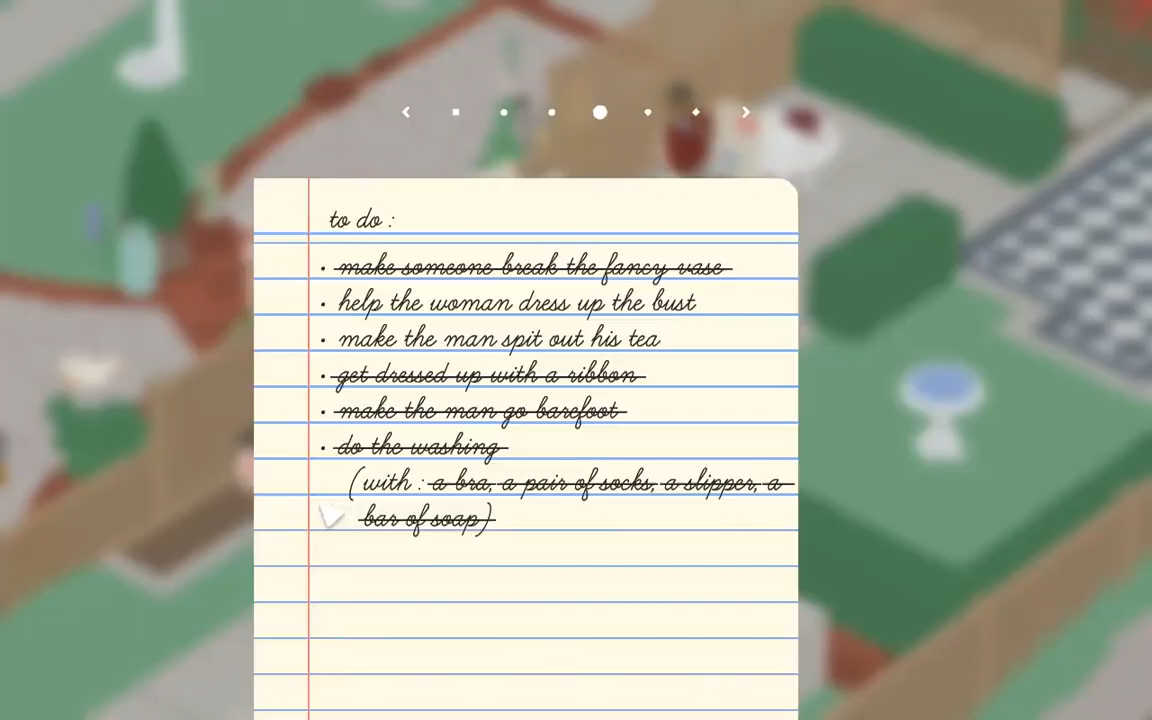 to do :
• make someone break the fancy vase
• help the woman dress up the bust
• make the man spit out his tea
• get dressed up with a ribbon
• make the man go barefoot
• do the washing
(with : a bra, a pair of socks, a slipper, a
bar of soap)